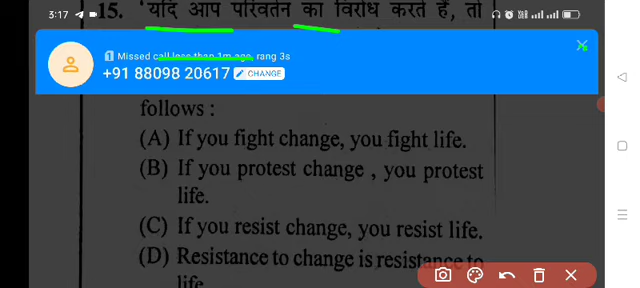 3:17
15. 'यदि आप परिवर्तन का विरोध करते हैं, तो
1 Missed call less than 1m ago, rang 3s
+91 88098 20617 CHANGE
follows :
(A) If you fight change, you fight life.
(B) If you protest change , you protest
life.
(C) If you resist change, you resist life.
(D) Resistance to change is resistance to
life